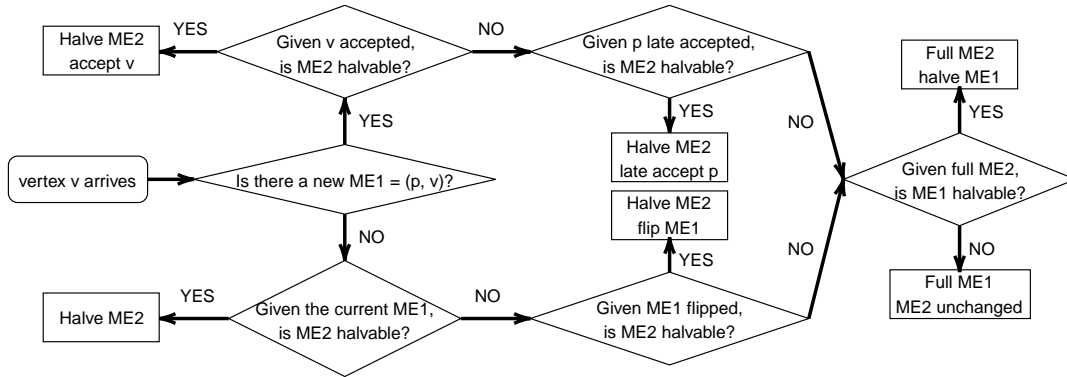 YES
Halve ME2
accept v
Given v accepted,
is ME2 halvable?
NO
Given p late accepted,
is ME2 halvable?
Full ME2
halve ME1
YES
YES
NO
YES
Halve ME2
late accept p
vertex v arrives
Is there a new ME1 = (p, v)?
Given full ME2,
is ME1 halvable?
Halve ME2
flip ME1
NO
NO
YES
NO
Full ME1
ME2 unchanged
YES
Halve ME2
Given the current ME1,
is ME2 halvable?
NO
Given ME1 flipped,
is ME2 halvable?